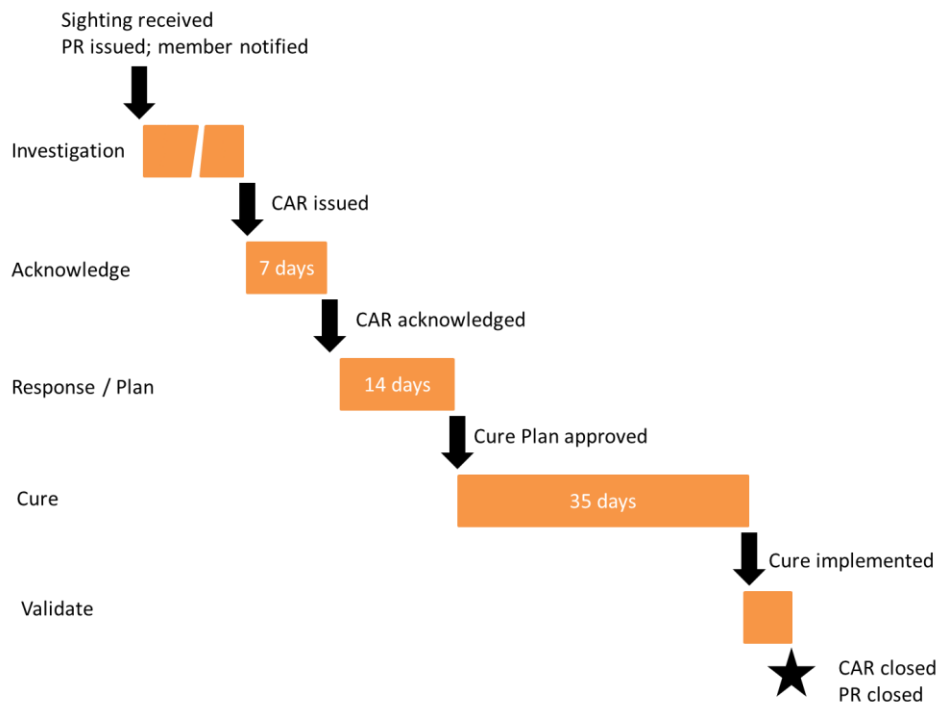 Sighting received
PR issued; member notified
Investigation
CAR issued
Acknowledge
7 days
CAR acknowledged
Response / Plan
14 days
Cure Plan approved
Cure
35 days
Cure implemented
Validate
CAR closed
PR closed